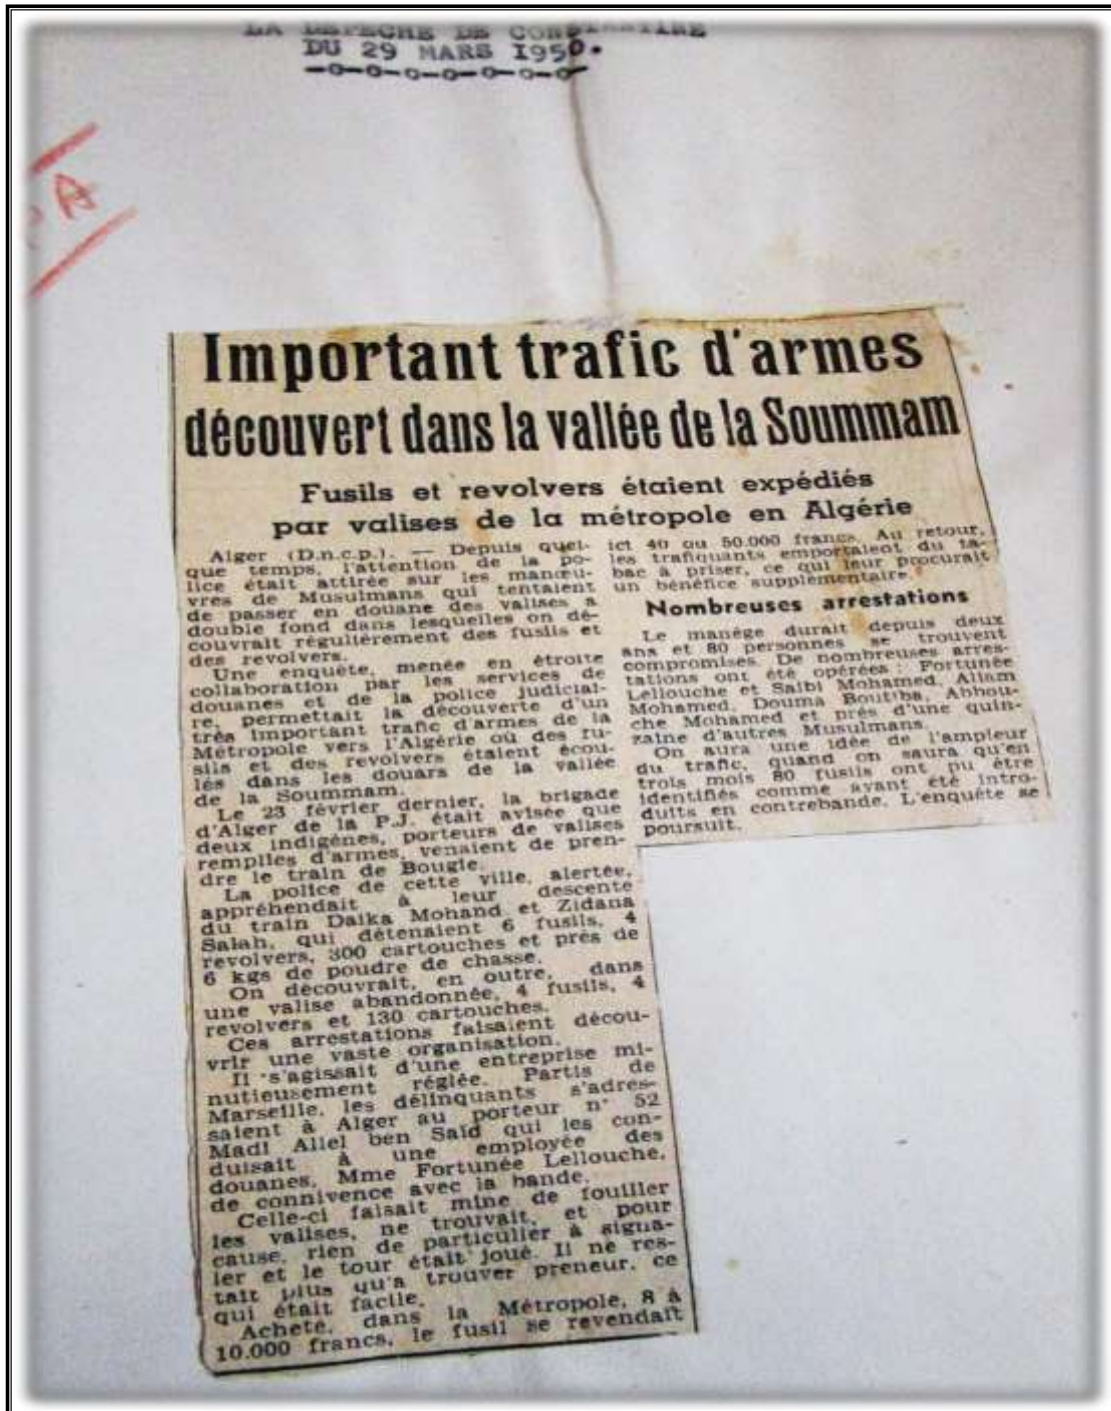 LA DEPECHE DE CONSTANTINE
DU 29 MARS 1950.
-o-o-o-o-o-o-o-
A
Important trafic d'armes
découvert dans la vallée de la Soummam
Fusils et revolvers étaient expédiés
par valises de la métropole en Algérie
Alger (D.n.c.p.). — Depuis quel-
que temps, l'attention de la po-
lice était attirée sur les manœu-
vres de Musulmans qui tentaient
de passer en douane des valises à
double fond dans lesquelles on dé-
couvrait régulièrement des fusils et
des revolvers.
Une enquête, menée en étroite
collaboration par les services de
douanes et de la police judiciai-
re, permettait la découverte d'un
très important trafic d'armes de la
Métropole vers l'Algérie où des fu-
sils et des revolvers étaient écou-
lés dans les douars de la vallée
de la Soummam.
Le 23 février dernier, la brigade
d'Alger de la P.J. était avisée que
deux indigènes, porteurs de valises
remplies d'armes, venaient de pren-
dre le train de Bougie.
La police de cette ville, alertée,
appréhendait à leur descente
du train Daika Mohand et Zidana
Salah, qui détenaient 6 fusils, 4
revolvers, 300 cartouches et près de
6 kgs de poudre de chasse.
On découvrait, en outre, dans
une valise abandonnée, 4 fusils, 4
revolvers et 130 cartouches.
Ces arrestations faisaient décou-
vrir une vaste organisation.
Il s'agissait d'une entreprise mi-
nutieusement réglée. Partis de
Marseille, les délinquants s'adres-
saient à Alger au porteur n° 52
Madi Allel ben Saïd qui les con-
duisait à une employée des
douanes, Mme Fortunée Lellouche,
de connivence avec la bande.
Celle-ci faisait mine de fouiller
les valises, ne trouvait, et pour
cause, rien de particulier à signa-
ler et le tour était joué. Il ne res-
tait plus qu'à trouver preneur, ce
qui était facile.
Acheté, dans la Métropole, 8 à
10.000 francs, le fusil se revendait
ici 40 ou 50.000 francs. Au retour,
les trafiquants emportaient du ta-
bac à priser, ce qui leur procurait
un bénéfice supplémentaire.
Nombreuses arrestations
Le manège durait depuis deux
ans et 80 personnes se trouvent
compromises. De nombreuses arres-
tations ont été opérées : Fortunée
Lellouche et Saïbi Mohamed, Allam
Mohamed, Douma Boutiba, Abhou-
che Mohamed et près d'une quin-
zaine d'autres Musulmans.
On aura une idée de l'ampleur
du trafic, quand on saura qu'en
trois mois 80 fusils ont pu être
identifiés comme ayant été intro-
duits en contrebande. L'enquête se
poursuit.